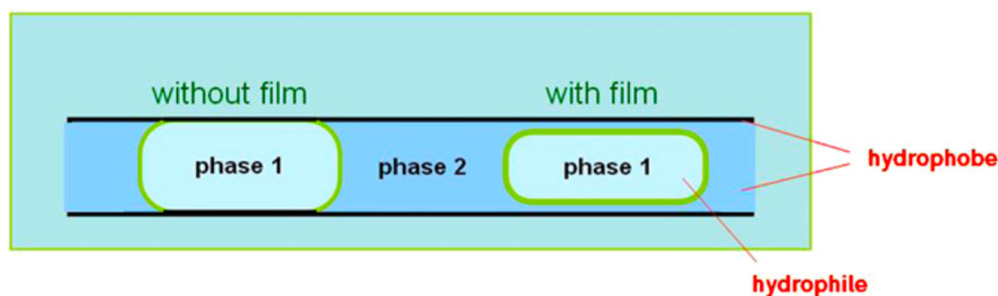 without film
with film
phase 1
phase 2
phase 1
hydrophobe
hydrophile